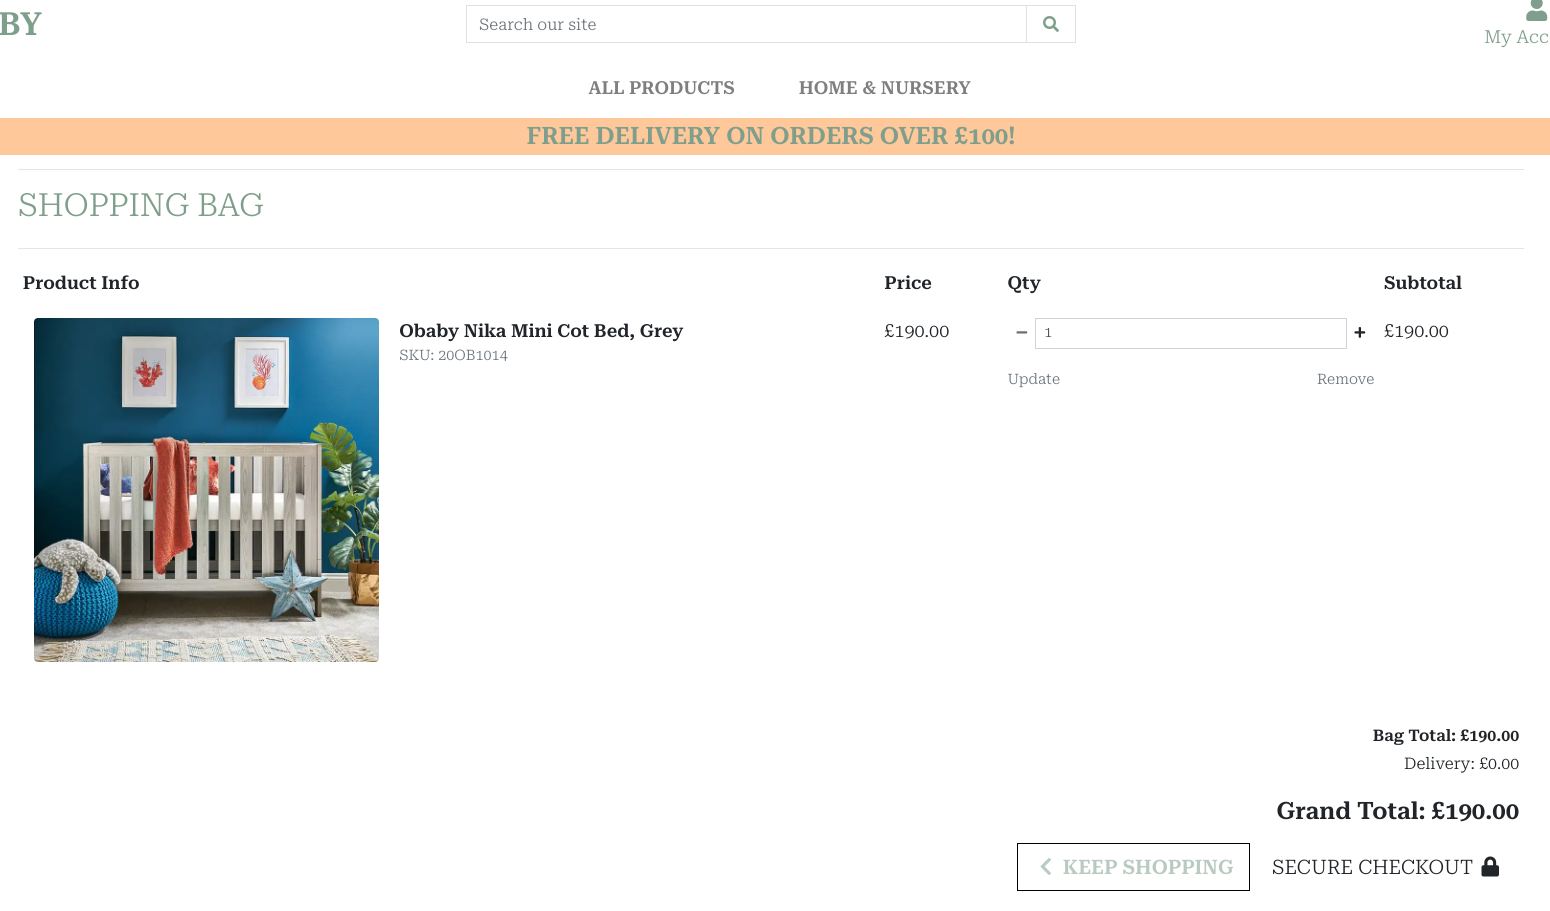 BY
Search our site
My Acc
ALL PRODUCTS HOME & NURSERY
FREE DELIVERY ON ORDERS OVER £100!
SHOPPING BAG
Product Info Price Qty Subtotal
Obaby Nika Mini Cot Bed, Grey £190.00 1 £190.00
SKU: 20OB1014
Update Remove
Bag Total: £190.00
Delivery: £0.00
Grand Total: £190.00
KEEP SHOPPING SECURE CHECKOUT